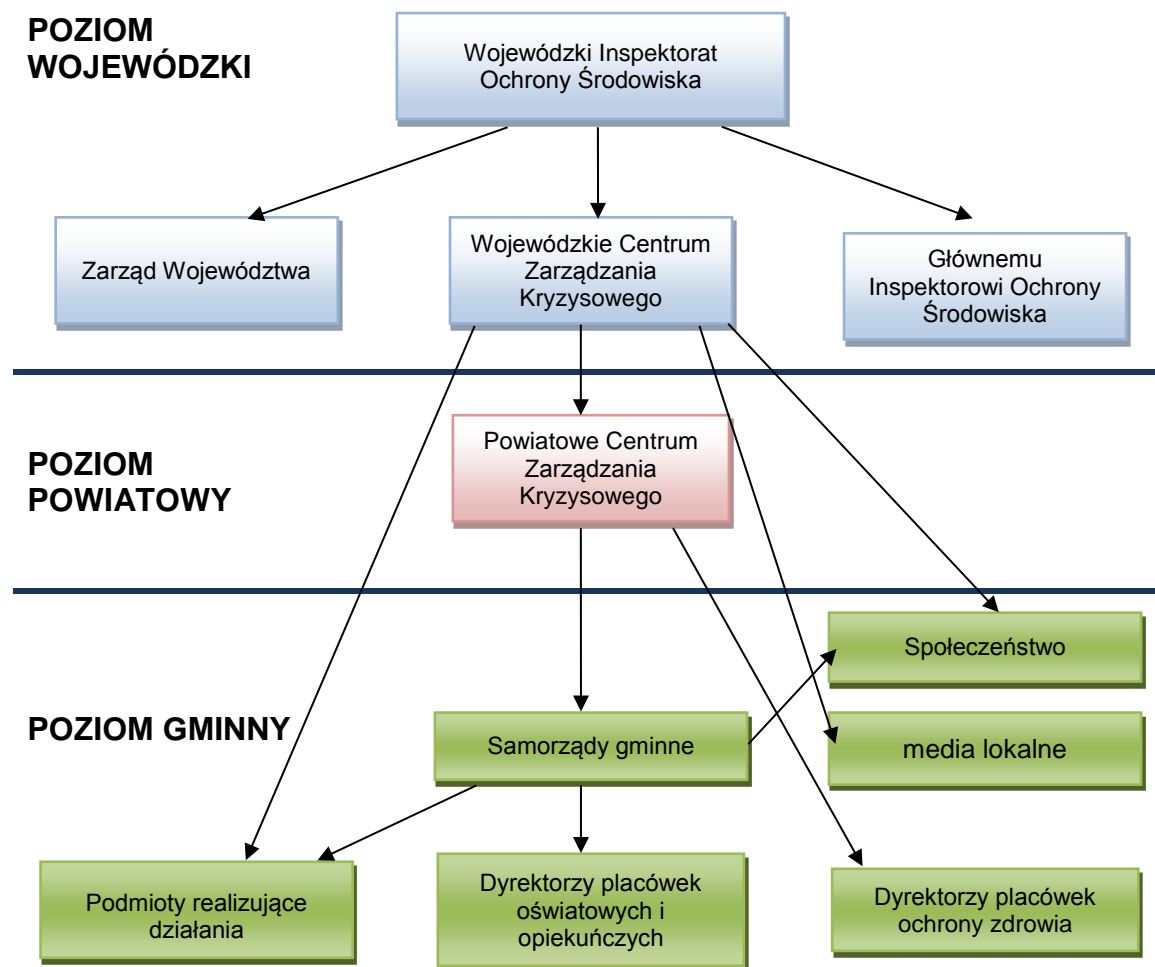 POZIOM
WOJEWÓDZKI
Wojewódzki Inspektorat
Ochrony Środowiska
Zarząd Województwa
Wojewódzkie Centrum
Zarządzania
Kryzysowego
Głównemu
Inspektorowi Ochrony
Środowiska
POZIOM
POWIATOWY
Powiatowe Centrum
Zarządzania
Kryzysowego
Społeczeństwo
POZIOM GMINNY
Samorządy gminne
media lokalne
Podmioty realizujące
działania
Dyrektorzy placówek
oświatowych i
opiekuńczych
Dyrektorzy placówek
ochrony zdrowia